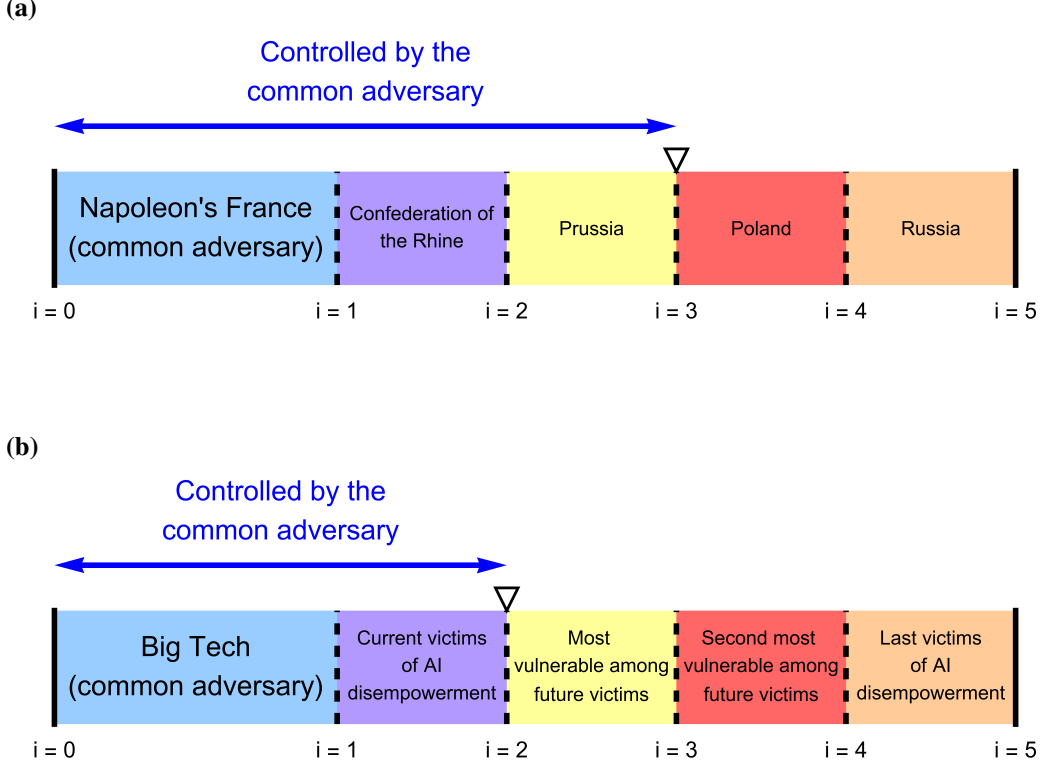 (a)
Controlled by the
common adversary
Napoleon's France
(common adversary)
Confederation of
the Rhine
Prussia
Poland
Russia
i = 0
i = 1
i = 2
i = 3
i = 4
i = 5
(b)
Controlled by the
common adversary
Big Tech
(common adversary)
Current victims
of AI
disempowerment
Most
vulnerable among
future victims
Second most
vulnerable among
future victims
Last victims
of AI
disempowerment
i = 0
i = 1
i = 2
i = 3
i = 4
i = 5